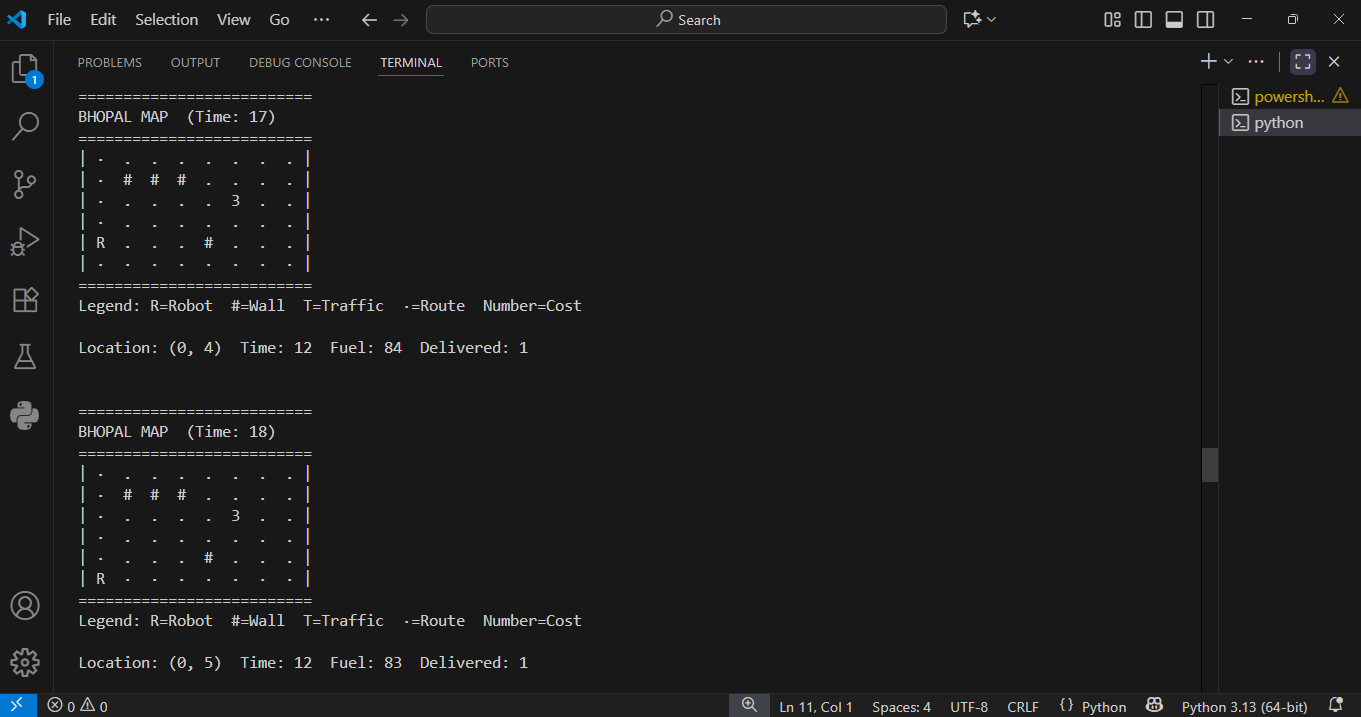 File Edit Selection View Go ··· Search
1
PROBLEMS OUTPUT DEBUG CONSOLE TERMINAL PORTS
==========================
BHOPAL MAP (Time: 17)
==========================
| · . . . . . . . |
| · # # # . . . . |
| · . . . . 3 . . |
| · . . . . . . . |
| R . . . # . . . |
| · · · · · · · · |
==========================
Legend: R=Robot #=Wall T=Traffic ·=Route Number=Cost
Location: (0, 4) Time: 12 Fuel: 84 Delivered: 1
==========================
BHOPAL MAP (Time: 18)
==========================
| · . . . . . . . |
| · # # # . . . . |
| · . . . . 3 . . |
| · . . . . . . . |
| · . . . # . . . |
| R · · · · · · · |
==========================
Legend: R=Robot #=Wall T=Traffic ·=Route Number=Cost
Location: (0, 5) Time: 12 Fuel: 83 Delivered: 1
powersh...
python
0 0 Ln 11, Col 1 Spaces: 4 UTF-8 CRLF {} Python Python 3.13 (64-bit)